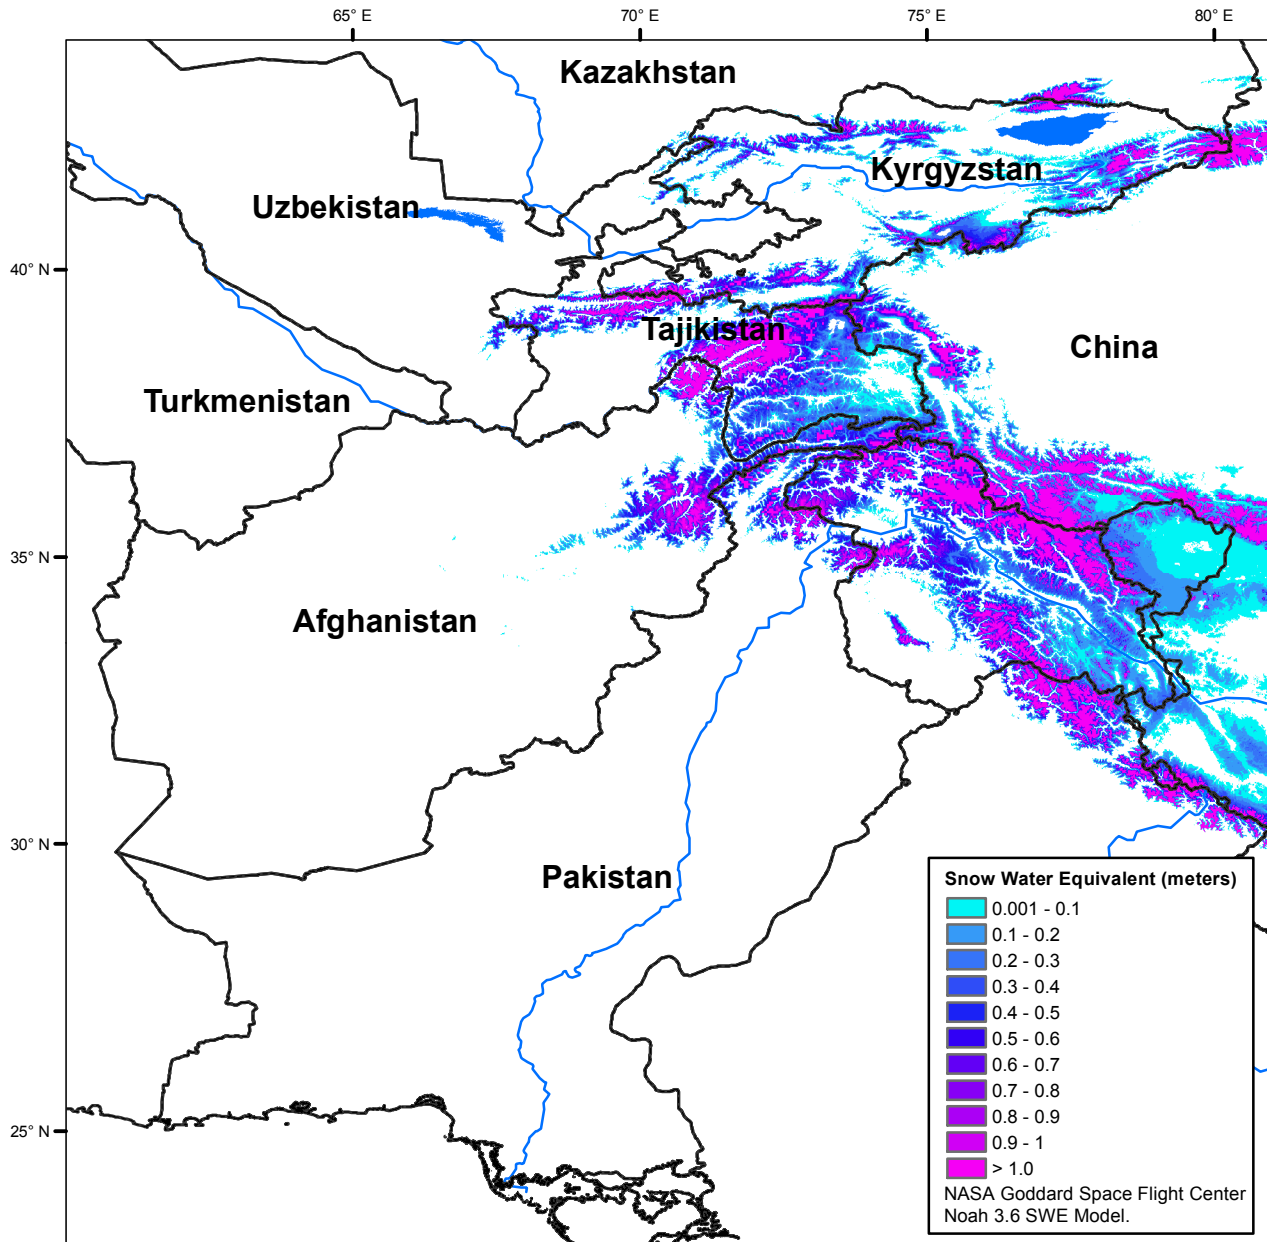 65° E
70° E
75° E
80° E
Kazakhstan
Kyrgyzstan
Uzbekistan
40° N
Tajikistan
China
Turkmenistan
35° N
Afghanistan
30° N
Pakistan
25° N
Snow Water Equivalent (meters)
0.001 - 0.1
0.1 - 0.2
0.2 - 0.3
0.3 - 0.4
0.4 - 0.5
0.5 - 0.6
0.6 - 0.7
0.7 - 0.8
0.8 - 0.9
0.9 - 1
> 1.0
NASA Goddard Space Flight Center
Noah 3.6 SWE Model.